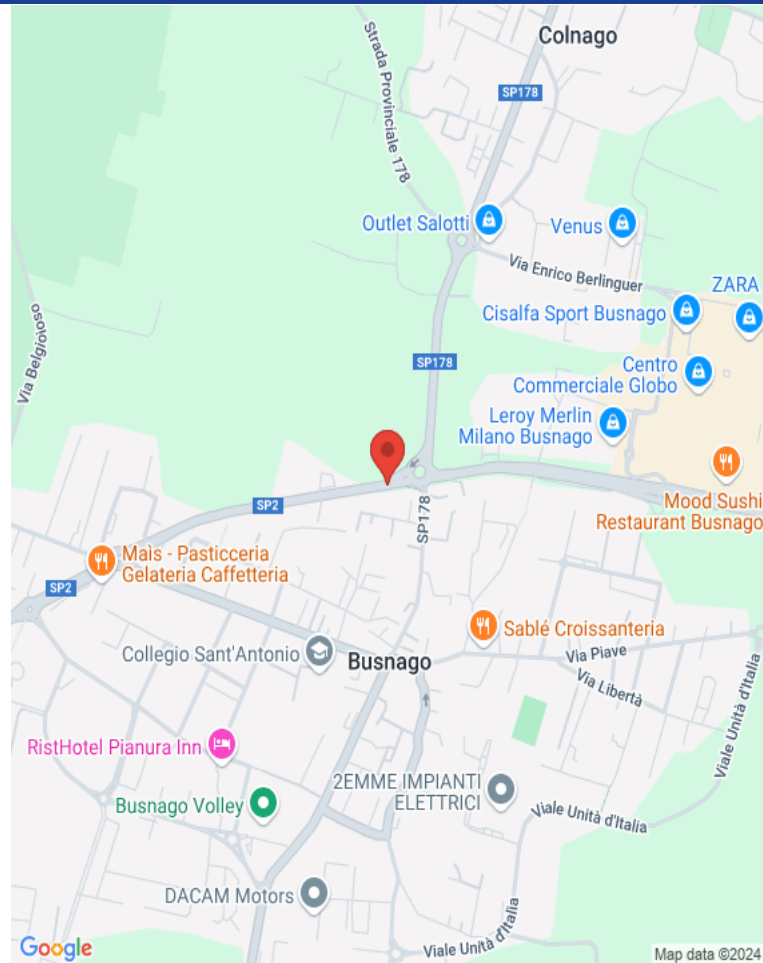 Colnago
Strada Provinciale 178
SP178
Outlet Salotti
Venus
Via Enrico Berlinguer
ZARA
Cisalfa Sport Busnago
Via Belgioioso
SP178
Centro
Commerciale Globo
Leroy Merlin
Milano Busnago
SP2
SP178
Mood Sushi
Restaurant Busnago
Maìs - Pasticceria
Gelateria Caffetteria
SP2
Sablé Croissanteria
Collegio Sant'Antonio
Busnago
Via Piave
Via Libertà
Viale Unità d'Italia
RistHotel Pianura Inn
2EMME IMPIANTI
ELETTRICI
Busnago Volley
Viale Unità d'Italia
DACAM Motors
Viale Unità d'Italia
Google
Map data ©2024